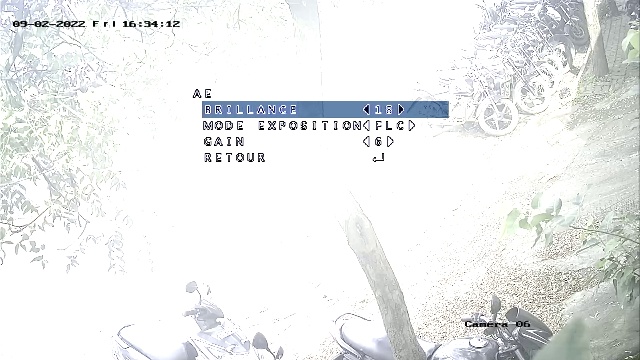 09-02-2022 Fri 16:34:12
AE
BRILLANCE 18
MODE EXPOSITION FLC
GAIN 6
RETOUR
Camera 06